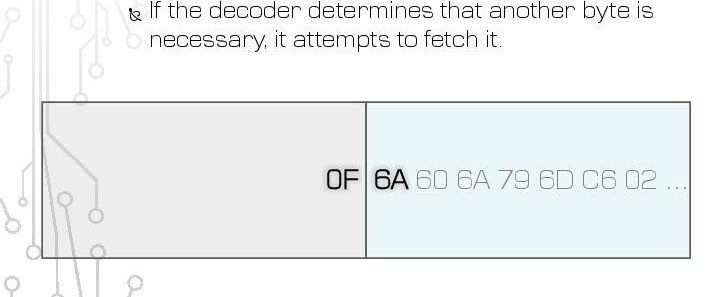 If the decoder determines that another byte is
necessary, it attempts to fetch it.
0F 6A 60 6A 79 6D C6 02 ...